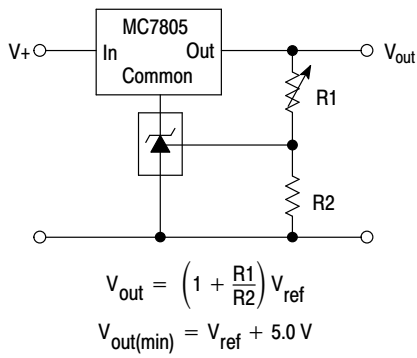 MC7805
V+
In
Out
V_out
Common
R1
R2
V_out = (1 + R1/R2) V_ref
V_out(min) = V_ref + 5.0 V